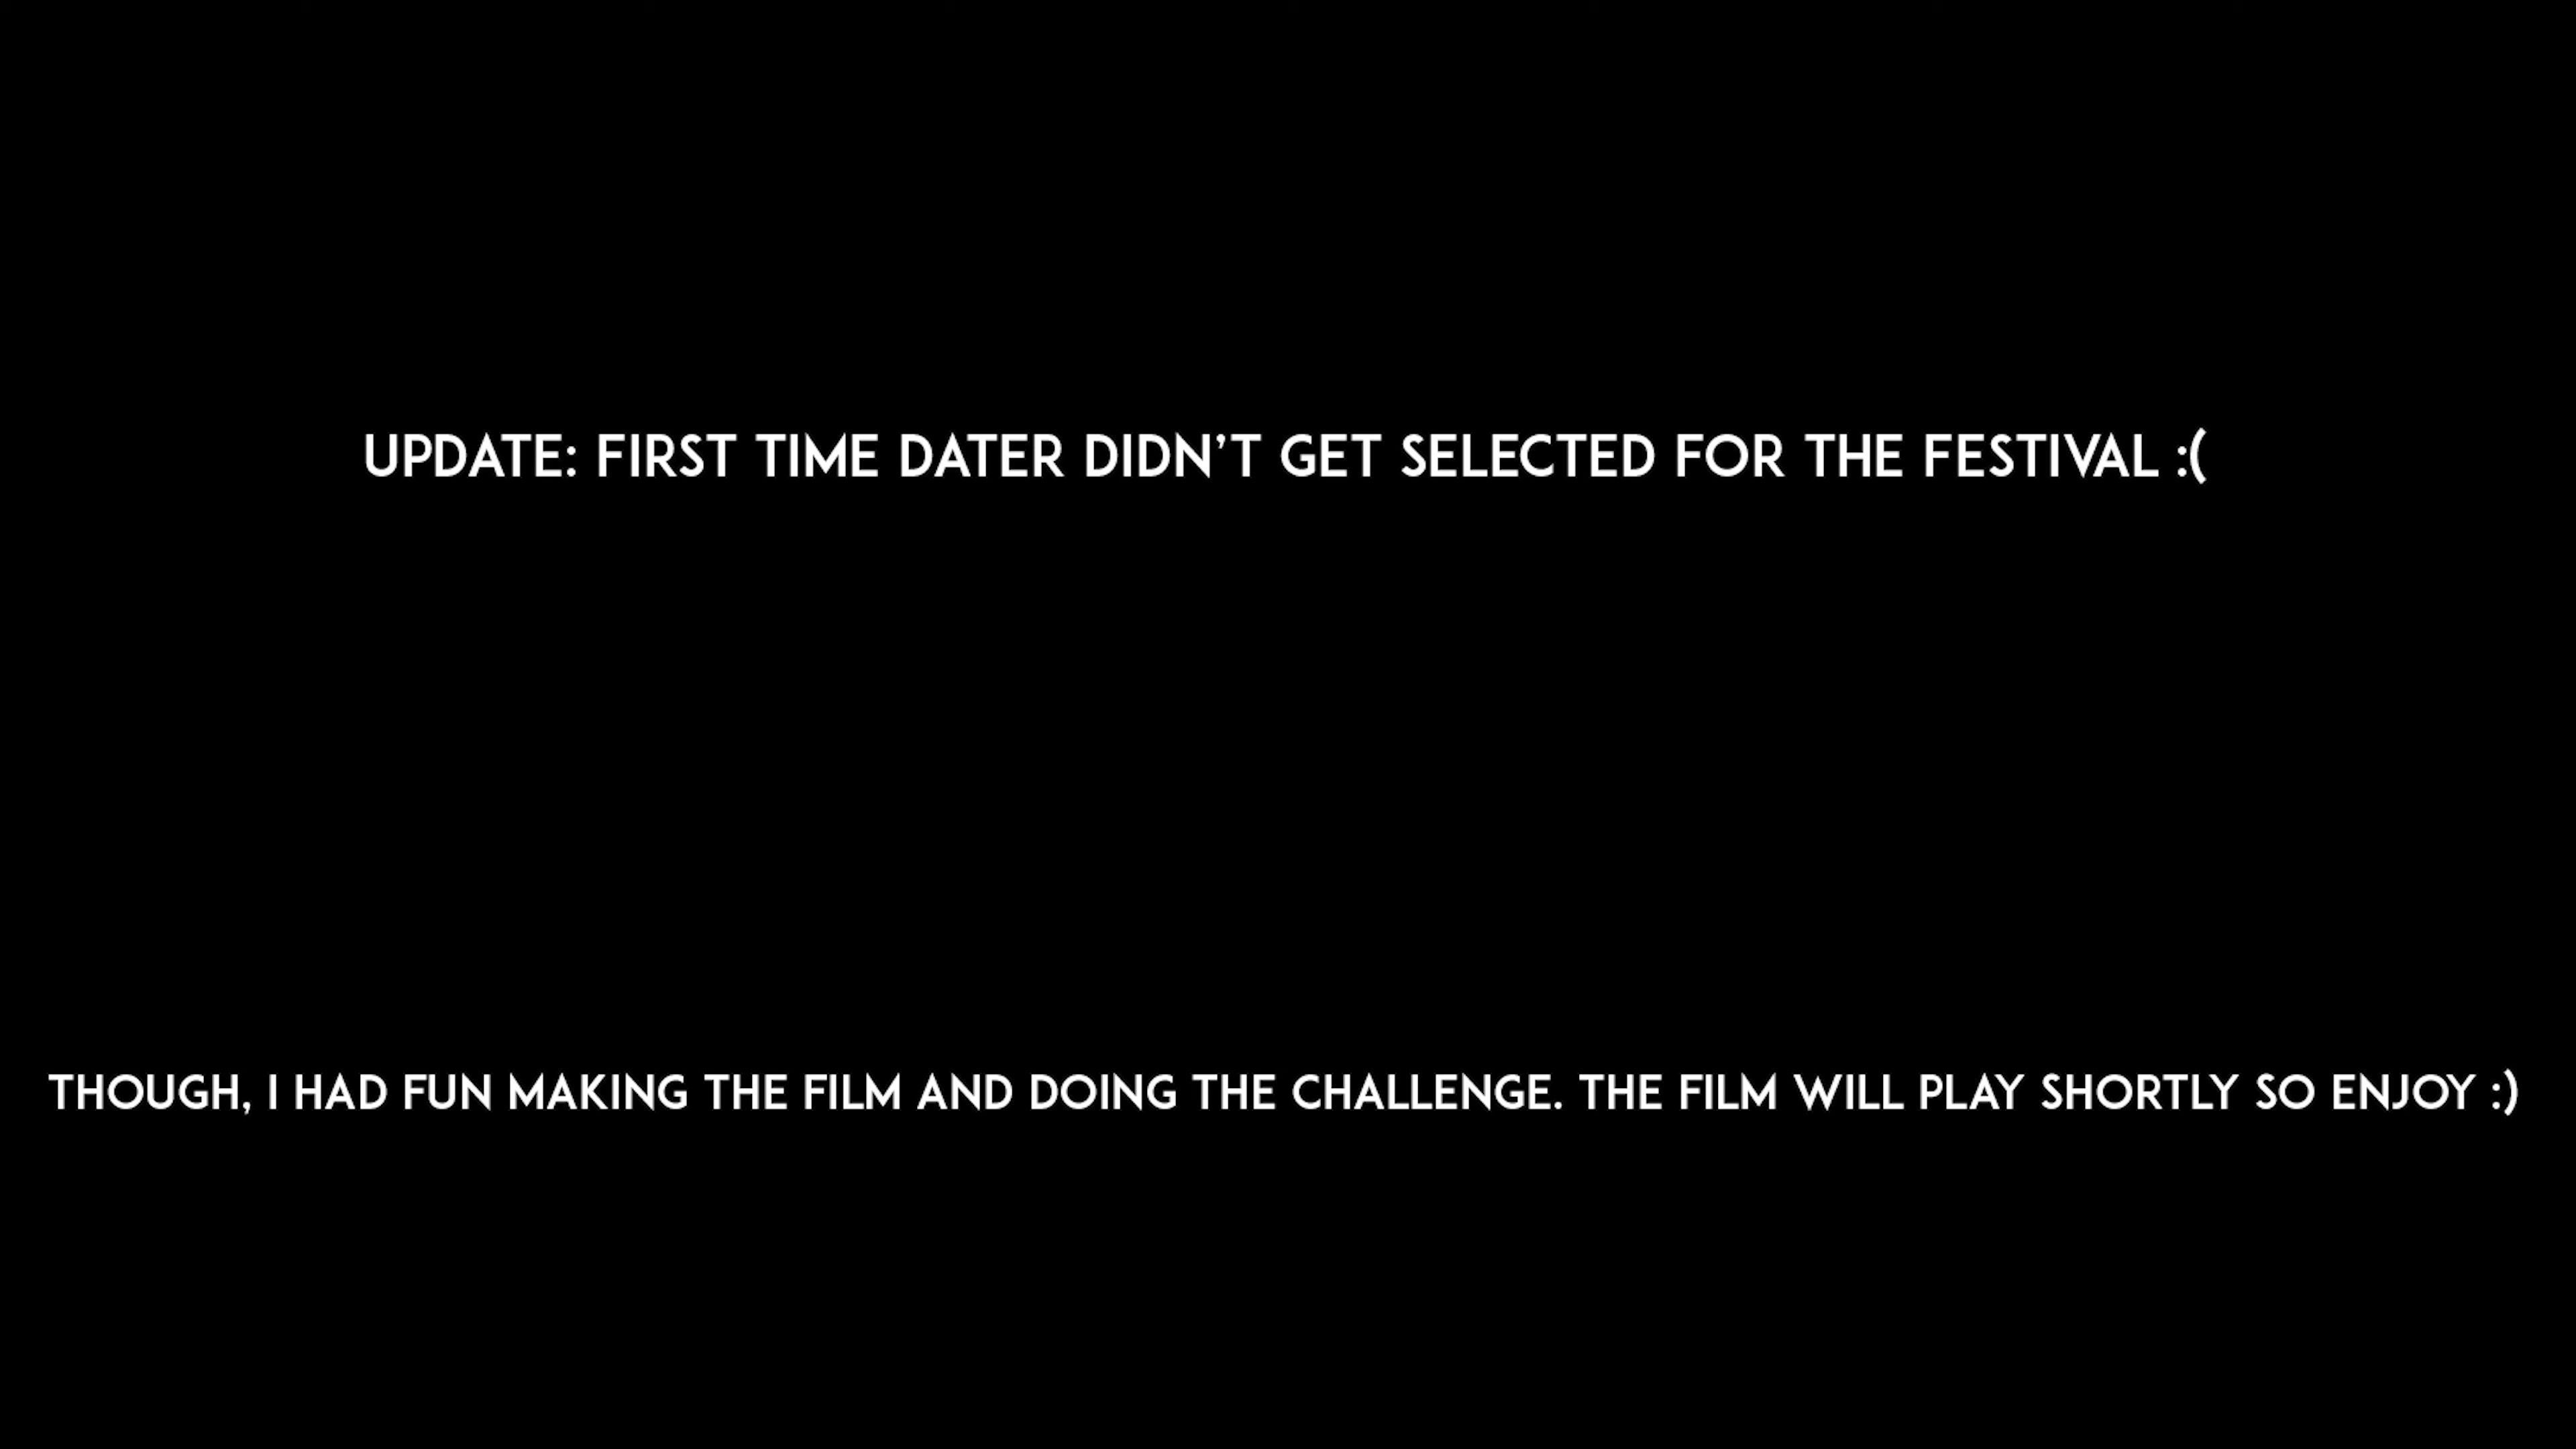 UPDATE: FIRST TIME DATER DIDN'T GET SELECTED FOR THE FESTIVAL :(
THOUGH, I HAD FUN MAKING THE FILM AND DOING THE CHALLENGE. THE FILM WILL PLAY SHORTLY SO ENJOY :)